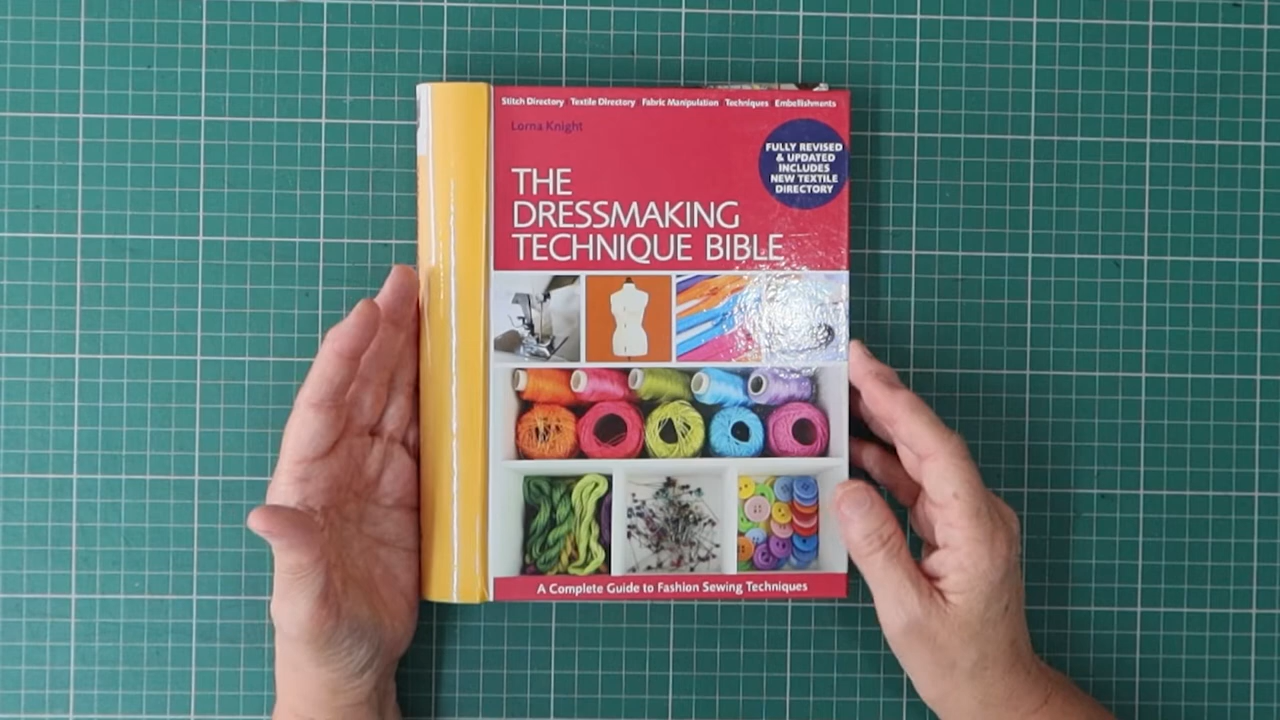 Stitch Directory Textile Directory Fabric Manipulation Techniques Embellishments
Lorna Knight
FULLY REVISED
& UPDATED
INCLUDES
NEW TEXTILE
DIRECTORY
THE
DRESSMAKING
TECHNIQUE BIBLE
A Complete Guide to Fashion Sewing Techniques